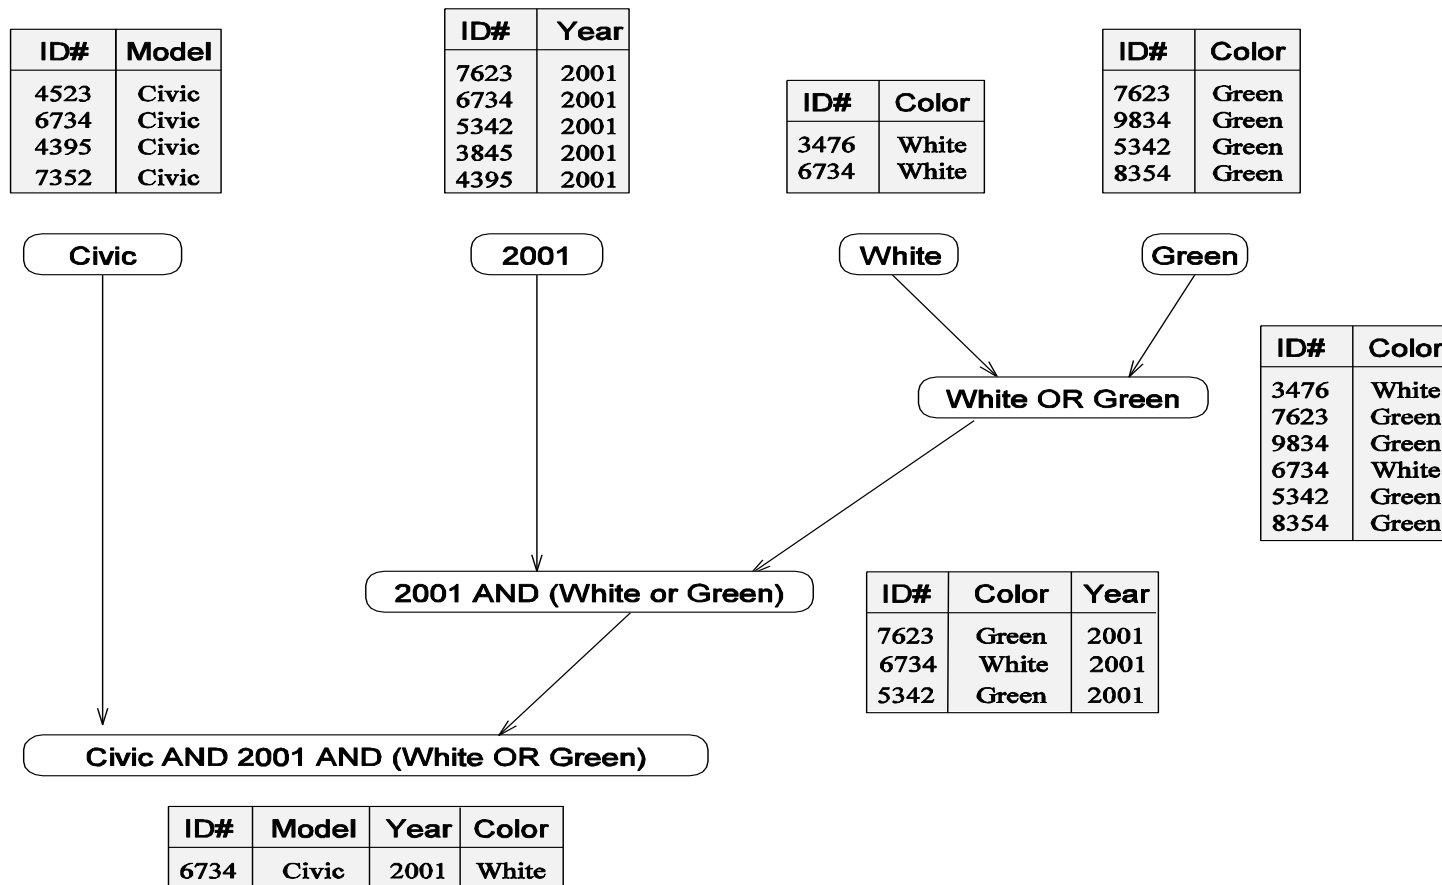 ID# Model
4523 Civic
6734 Civic
4395 Civic
7352 Civic
ID# Year
7623 2001
6734 2001
5342 2001
3845 2001
4395 2001
ID# Color
3476 White
6734 White
ID# Color
7623 Green
9834 Green
5342 Green
8354 Green
Civic
2001
White
Green
White OR Green
ID# Color
3476 White
7623 Green
9834 Green
6734 White
5342 Green
8354 Green
2001 AND (White or Green)
ID# Color Year
7623 Green 2001
6734 White 2001
5342 Green 2001
Civic AND 2001 AND (White OR Green)
ID# Model Year Color
6734 Civic 2001 White